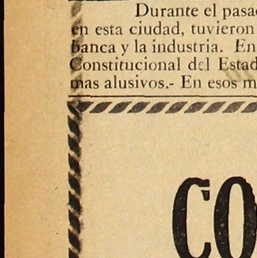 Durante el pasa
en esta ciudad, tuvieron
banca y la industria. En
Constitucional del Estad
mas alusivos.- En esos m
CO